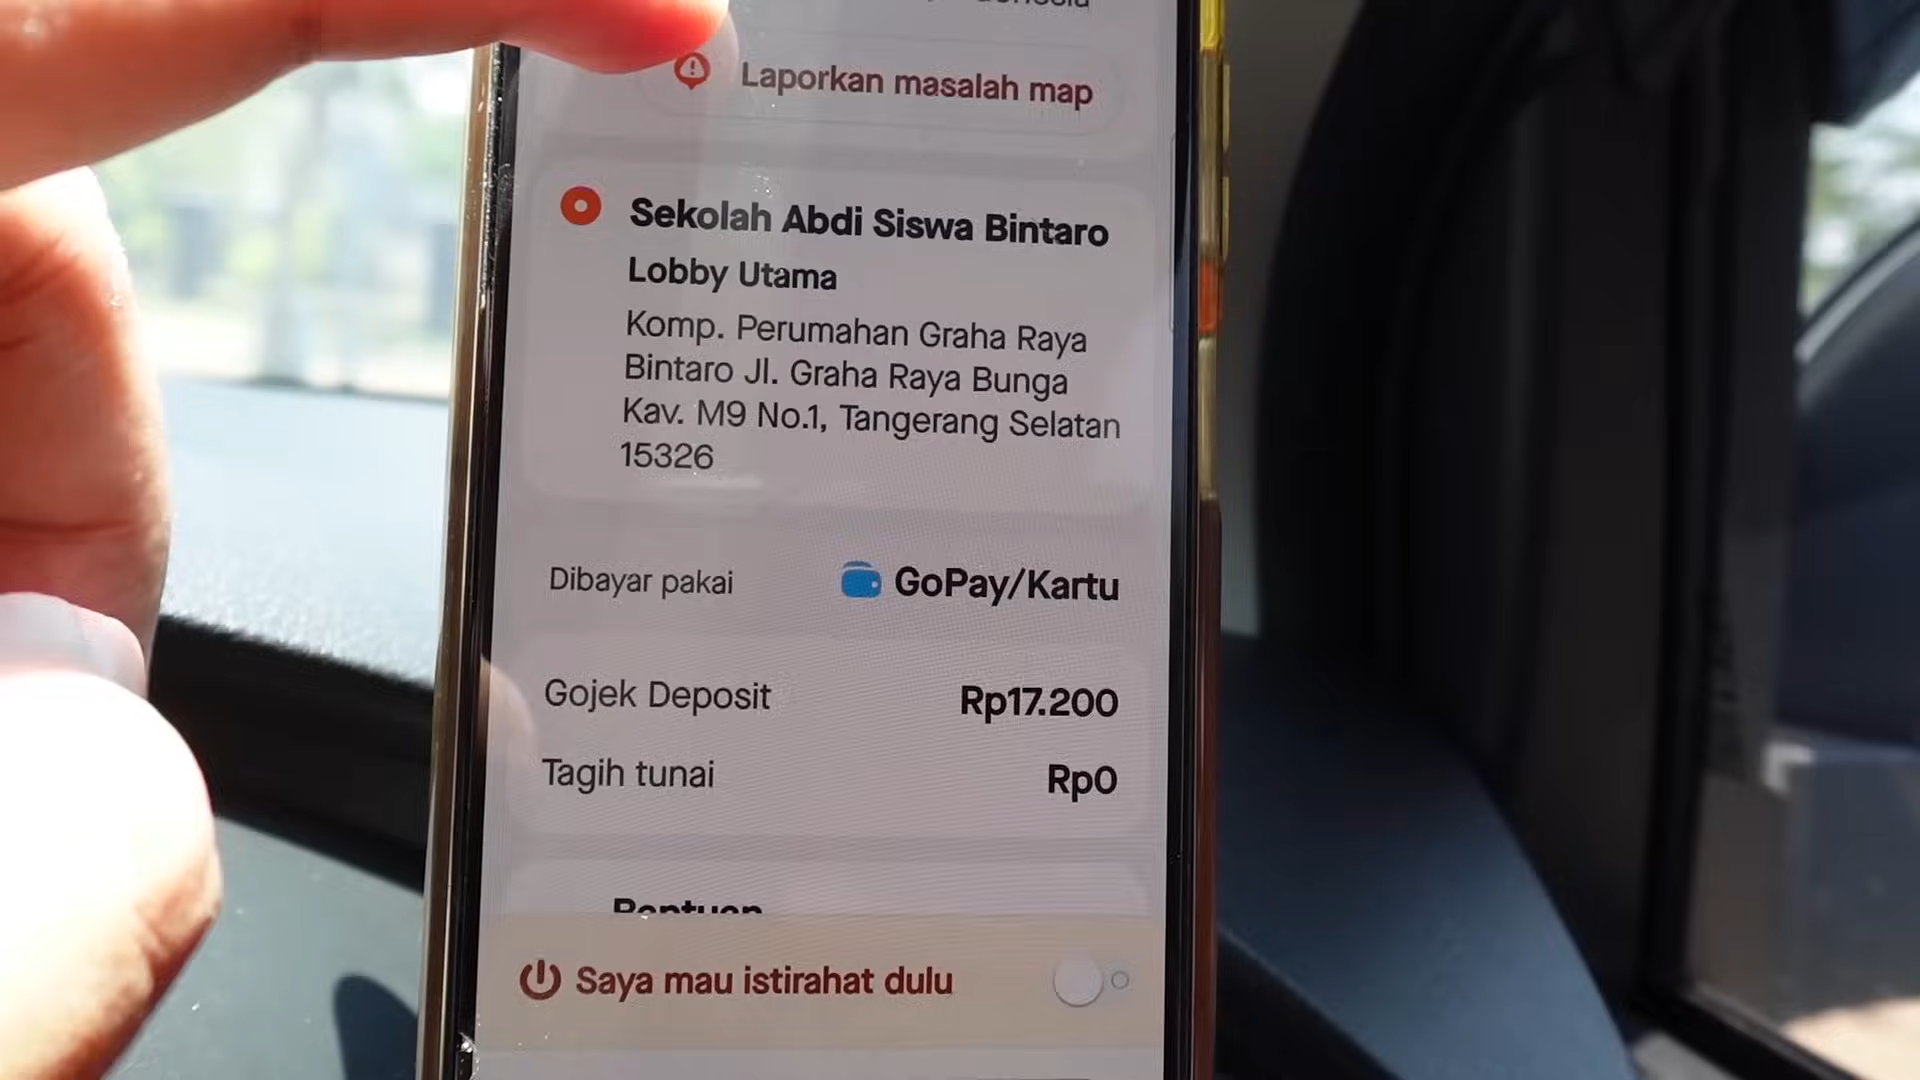 Laporkan masalah map
Sekolah Abdi Siswa Bintaro
Lobby Utama
Komp. Perumahan Graha Raya
Bintaro Jl. Graha Raya Bunga
Kav. M9 No.1, Tangerang Selatan
15326
Dibayar pakai GoPay/Kartu
Gojek Deposit Rp17.200
Tagih tunai Rp0
Saya mau istirahat dulu